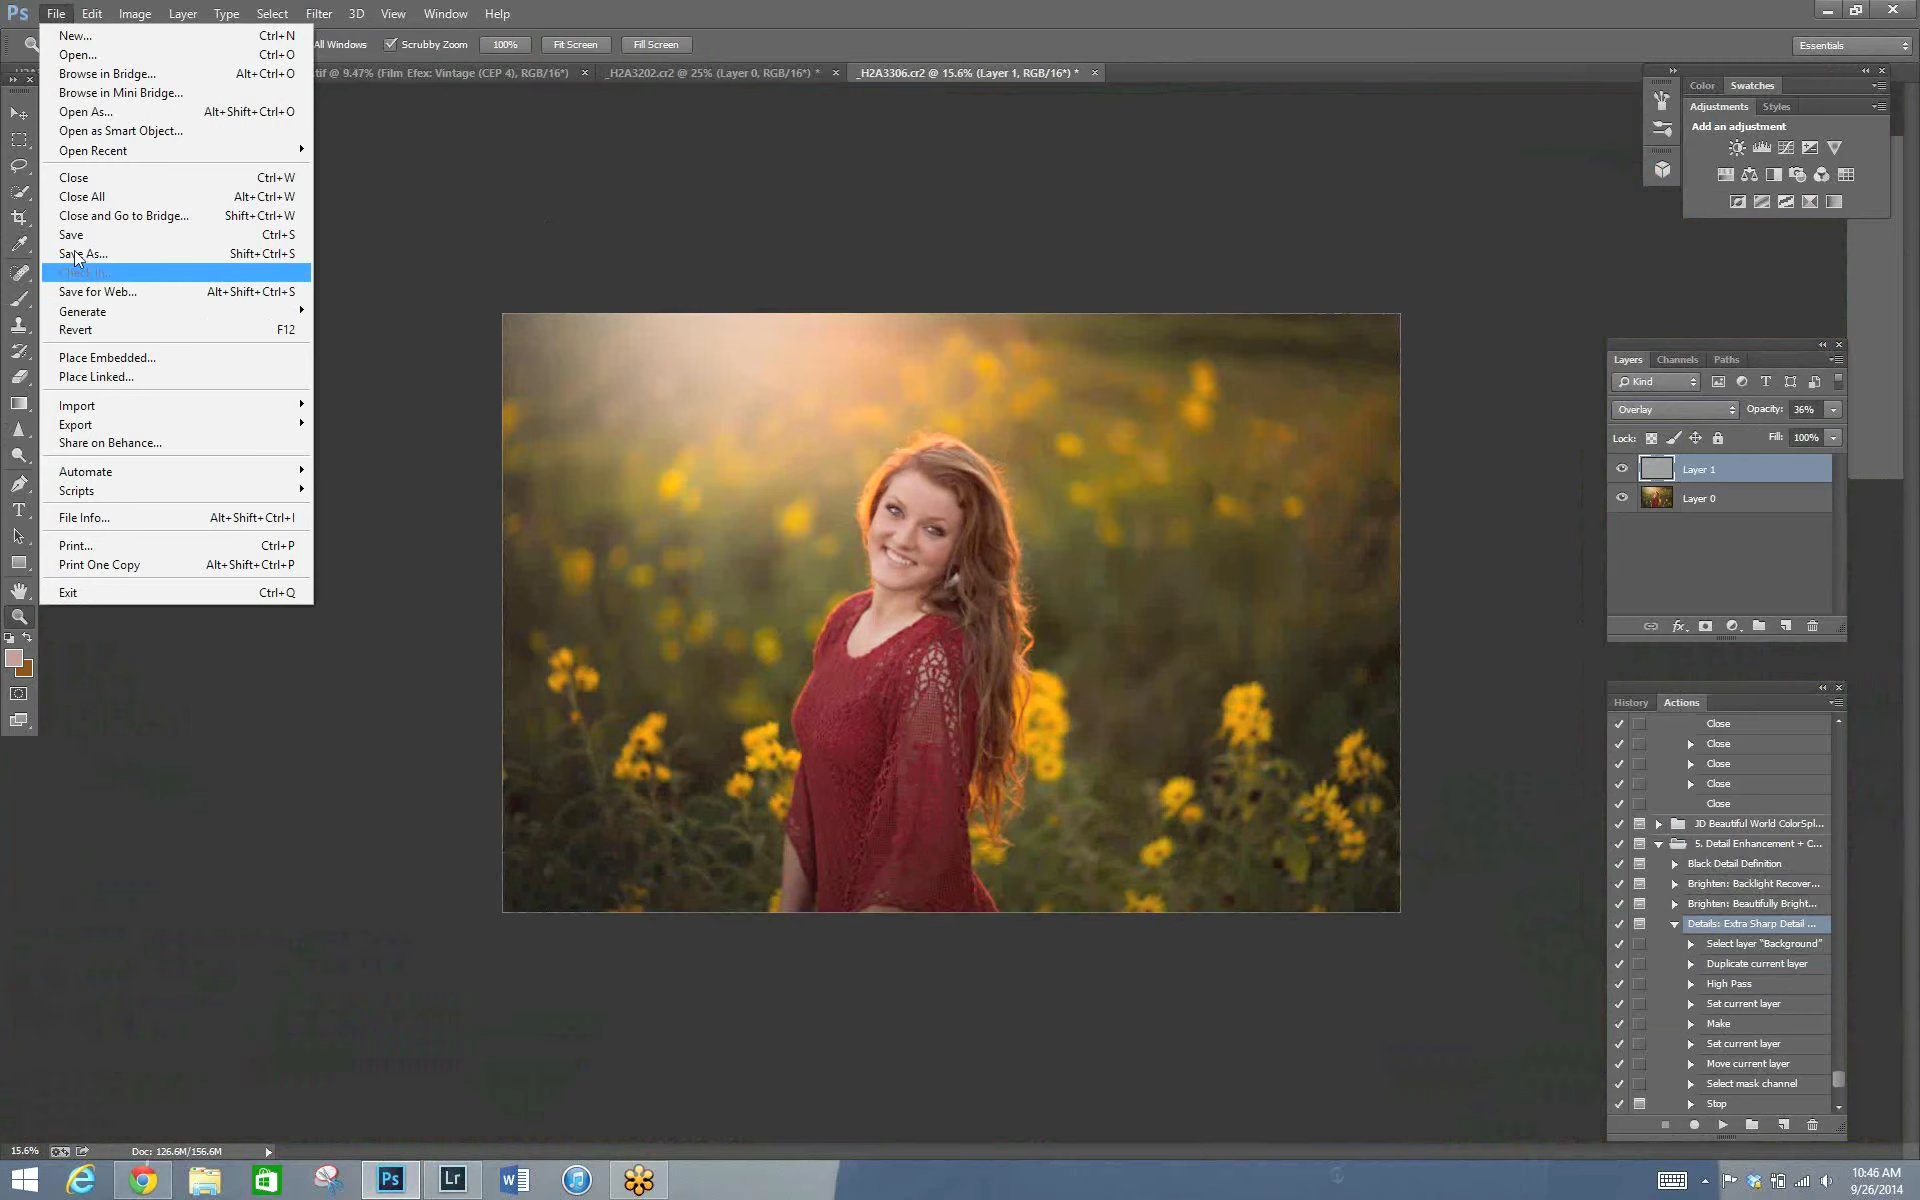 Ps File Edit Image Layer Type Select Filter 3D View Window Help
All Windows Scrubby Zoom 100% Fit Screen Fill Screen Essentials
.tif @ 9.47% (Film Efex: Vintage (CEP 4), RGB/16*) × _H2A3202.cr2 @ 25% (Layer 0, RGB/16*) * × _H2A3306.cr2 @ 15.6% (Layer 1, RGB/16*) * ×
New... Ctrl+N
Open... Ctrl+O
Browse in Bridge... Alt+Ctrl+O
Browse in Mini Bridge...
Open As... Alt+Shift+Ctrl+O
Open as Smart Object...
Open Recent
Close Ctrl+W
Close All Alt+Ctrl+W
Close and Go to Bridge... Shift+Ctrl+W
Save Ctrl+S
Save As... Shift+Ctrl+S
Check In...
Save for Web... Alt+Shift+Ctrl+S
Generate
Revert F12
Place Embedded...
Place Linked...
Import
Export
Share on Behance...
Automate
Scripts
File Info... Alt+Shift+Ctrl+I
Print... Ctrl+P
Print One Copy Alt+Shift+Ctrl+P
Exit Ctrl+Q
Color Swatches
Adjustments Styles
Add an adjustment
Layers Channels Paths
Kind
Overlay Opacity: 36%
Lock: Fill: 100%
Layer 1
Layer 0
History Actions
Close
Close
Close
Close
Close
JD Beautiful World ColorSpl...
5. Detail Enhancement + C...
Black Detail Definition
Brighten: Backlight Recover...
Brighten: Beautifully Bright...
Details: Extra Sharp Detail ...
Select layer "Background"
Duplicate current layer
High Pass
Set current layer
Make
Set current layer
Move current layer
Select mask channel
Stop
15.6% Doc: 126.6M/156.6M
Ps Lr
10:46 AM
9/26/2014